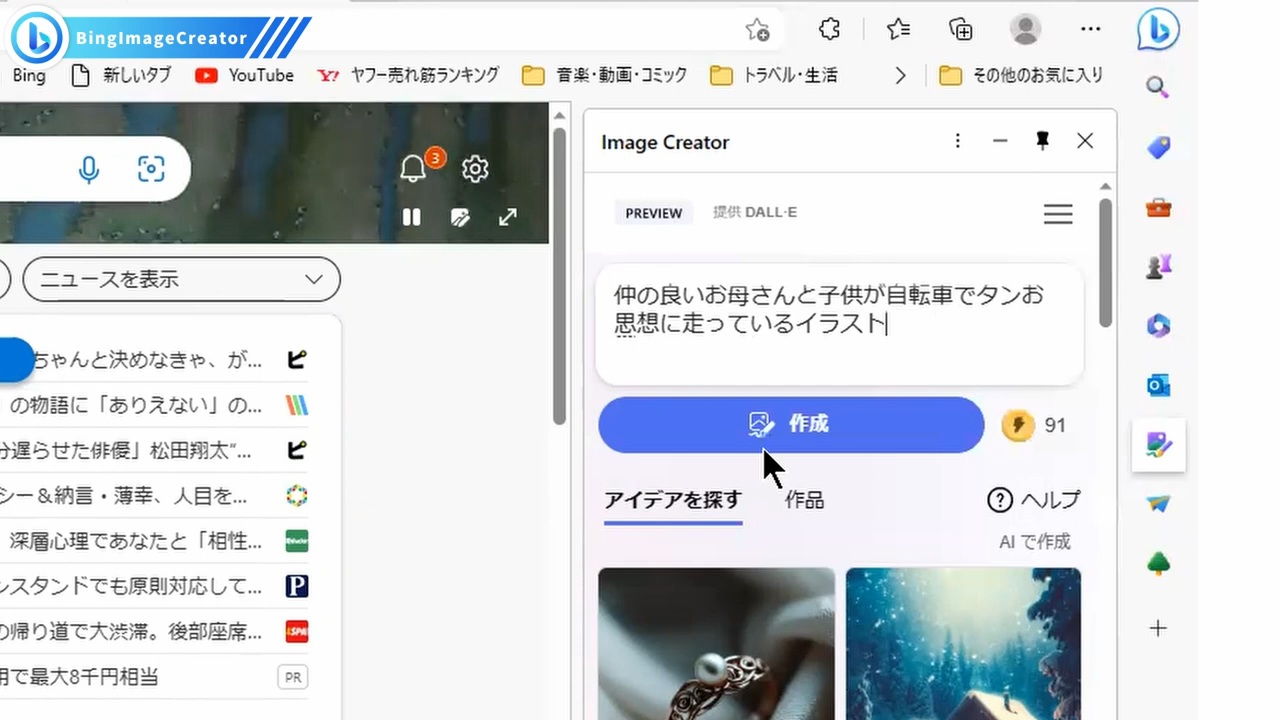 BingImageCreator
Bing
新しいタブ
YouTube
ヤフー売れ筋ランキング
音楽・動画・コミック
トラベル・生活
その他のお気に入り
3
ニュースを表示
ちゃんと決めなきゃ、が...
の物語に「ありえない」の...
分遅らせた俳優」松田翔太“...
シー＆納言・薄幸、人目を...
深層心理であなたと「相性...
ンスタンドでも原則対応して...
の帰り道で大渋滞。後部座席...
用で最大8千円相当
PR
Image Creator
PREVIEW 提供 DALL·E
仲の良いお母さんと子供が自転車でタンお
思想に走っているイラスト
作成
91
アイデアを探す 作品
ヘルプ
AI で作成